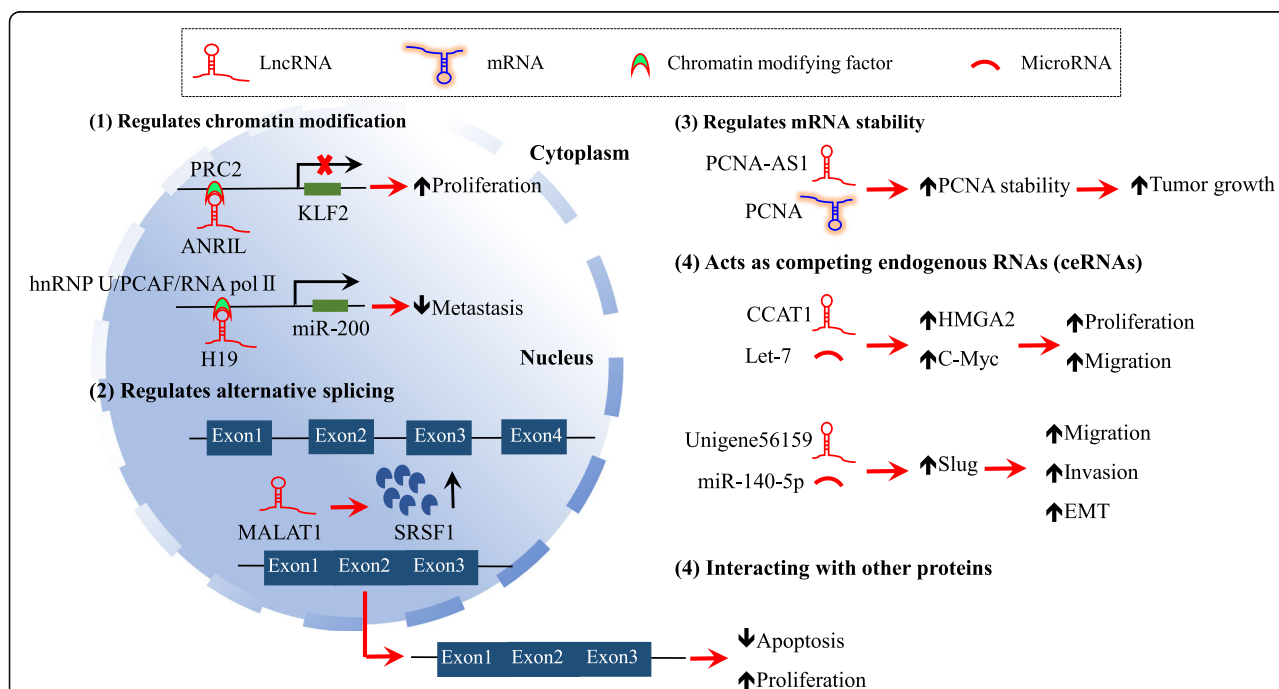 LncRNA
mRNA
Chromatin modifying factor
MicroRNA
(1) Regulates chromatin modification
Cytoplasm
PRC2
Proliferation
KLF2
ANRIL
hnRNP U/PCAF/RNA pol Ⅱ
Metastasis
miR-200
H19
Nucleus
(2) Regulates alternative splicing
Exon1 Exon2 Exon3 Exon4
MALAT1 SRSF1
Exon1 Exon2 Exon3
Exon1 Exon2 Exon3
(3) Regulates mRNA stability
PCNA-AS1
PCNA stability
Tumor growth
PCNA
(4) Acts as competing endogenous RNAs (ceRNAs)
CCAT1
HMGA2
Proliferation
Let-7
C-Myc
Migration
Unigene56159
Migration
Slug
Invasion
miR-140-5p
EMT
(4) Interacting with other proteins
Apoptosis
Proliferation